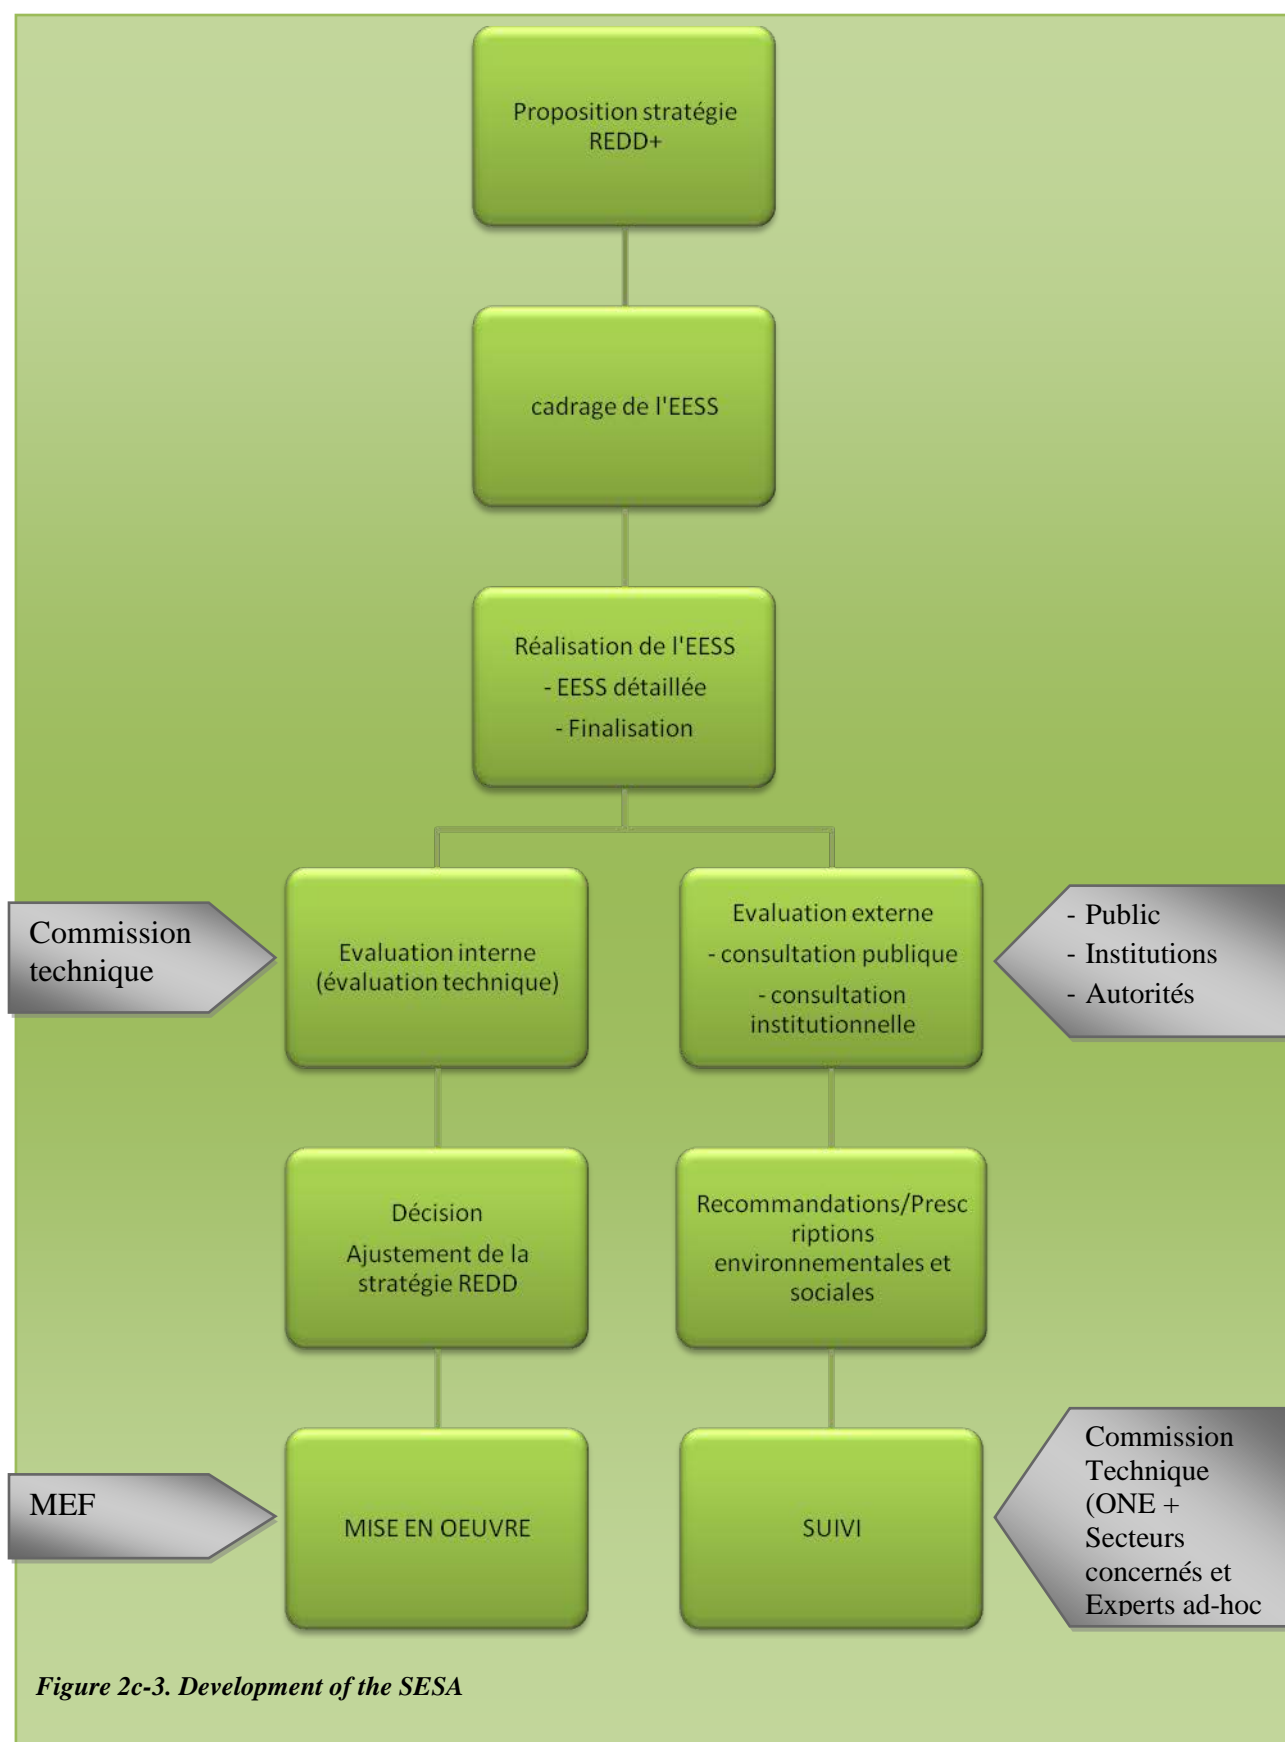 Proposition stratégie
REDD+
cadrage de l'EESS
Réalisation de l'EESS
- EESS détaillée
- Finalisation
Commission
technique
Evaluation interne
(évaluation technique)
Evaluation externe
- consultation publique
- consultation
institutionnelle
- Public
- Institutions
- Autorités
Décision
Ajustement de la
stratégie REDD
Recommandations/Presc
riptions
environnementales et
sociales
MEF
MISE EN OEUVRE
SUIVI
Commission
Technique
(ONE +
Secteurs
concernés et
Experts ad-hoc
Figure 2c-3. Development of the SESA